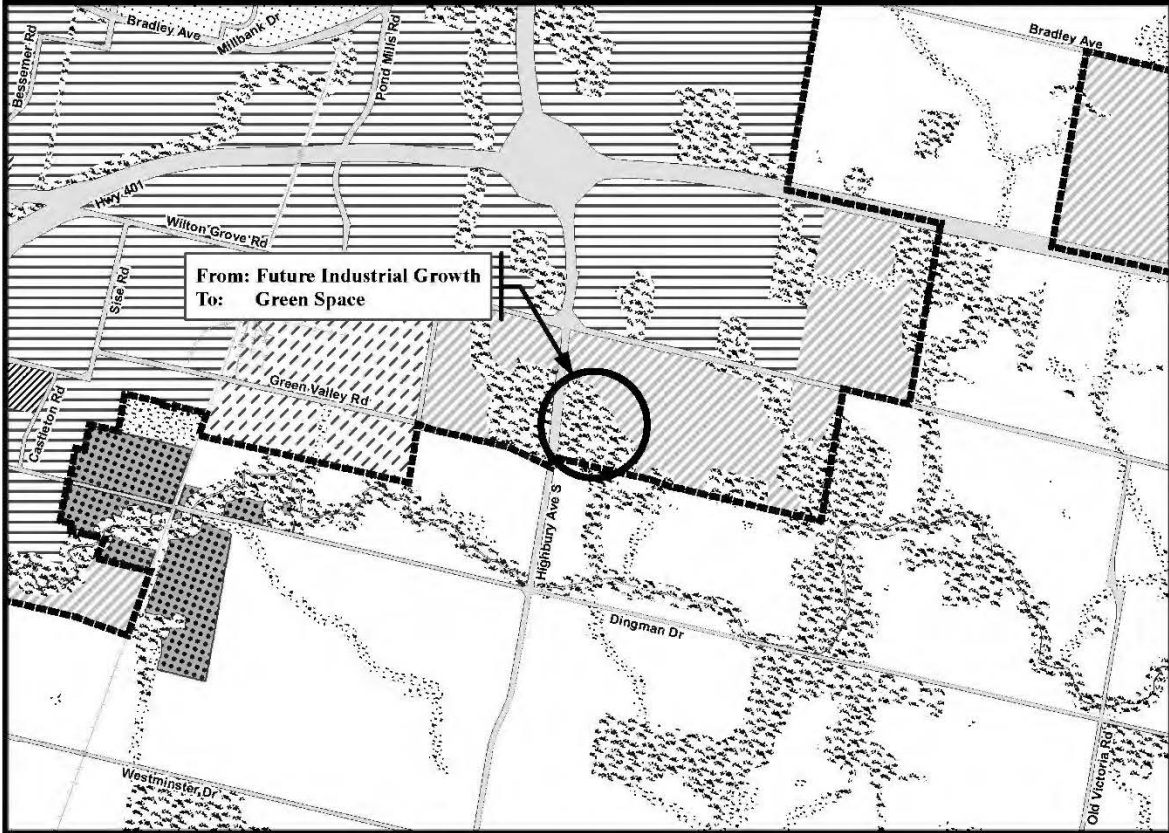 Bradley Ave
Millbank Dr
Pond Mills Rd
Bessemer Rd
Bradley Ave
Hwy 401
Wilton Grove Rd
Sise Rd
From: Future Industrial Growth
To: Green Space
Green Valley Rd
Castleton Rd
Highbury Ave S
Dingman Dr
Old Victoria Rd
Westminster Dr